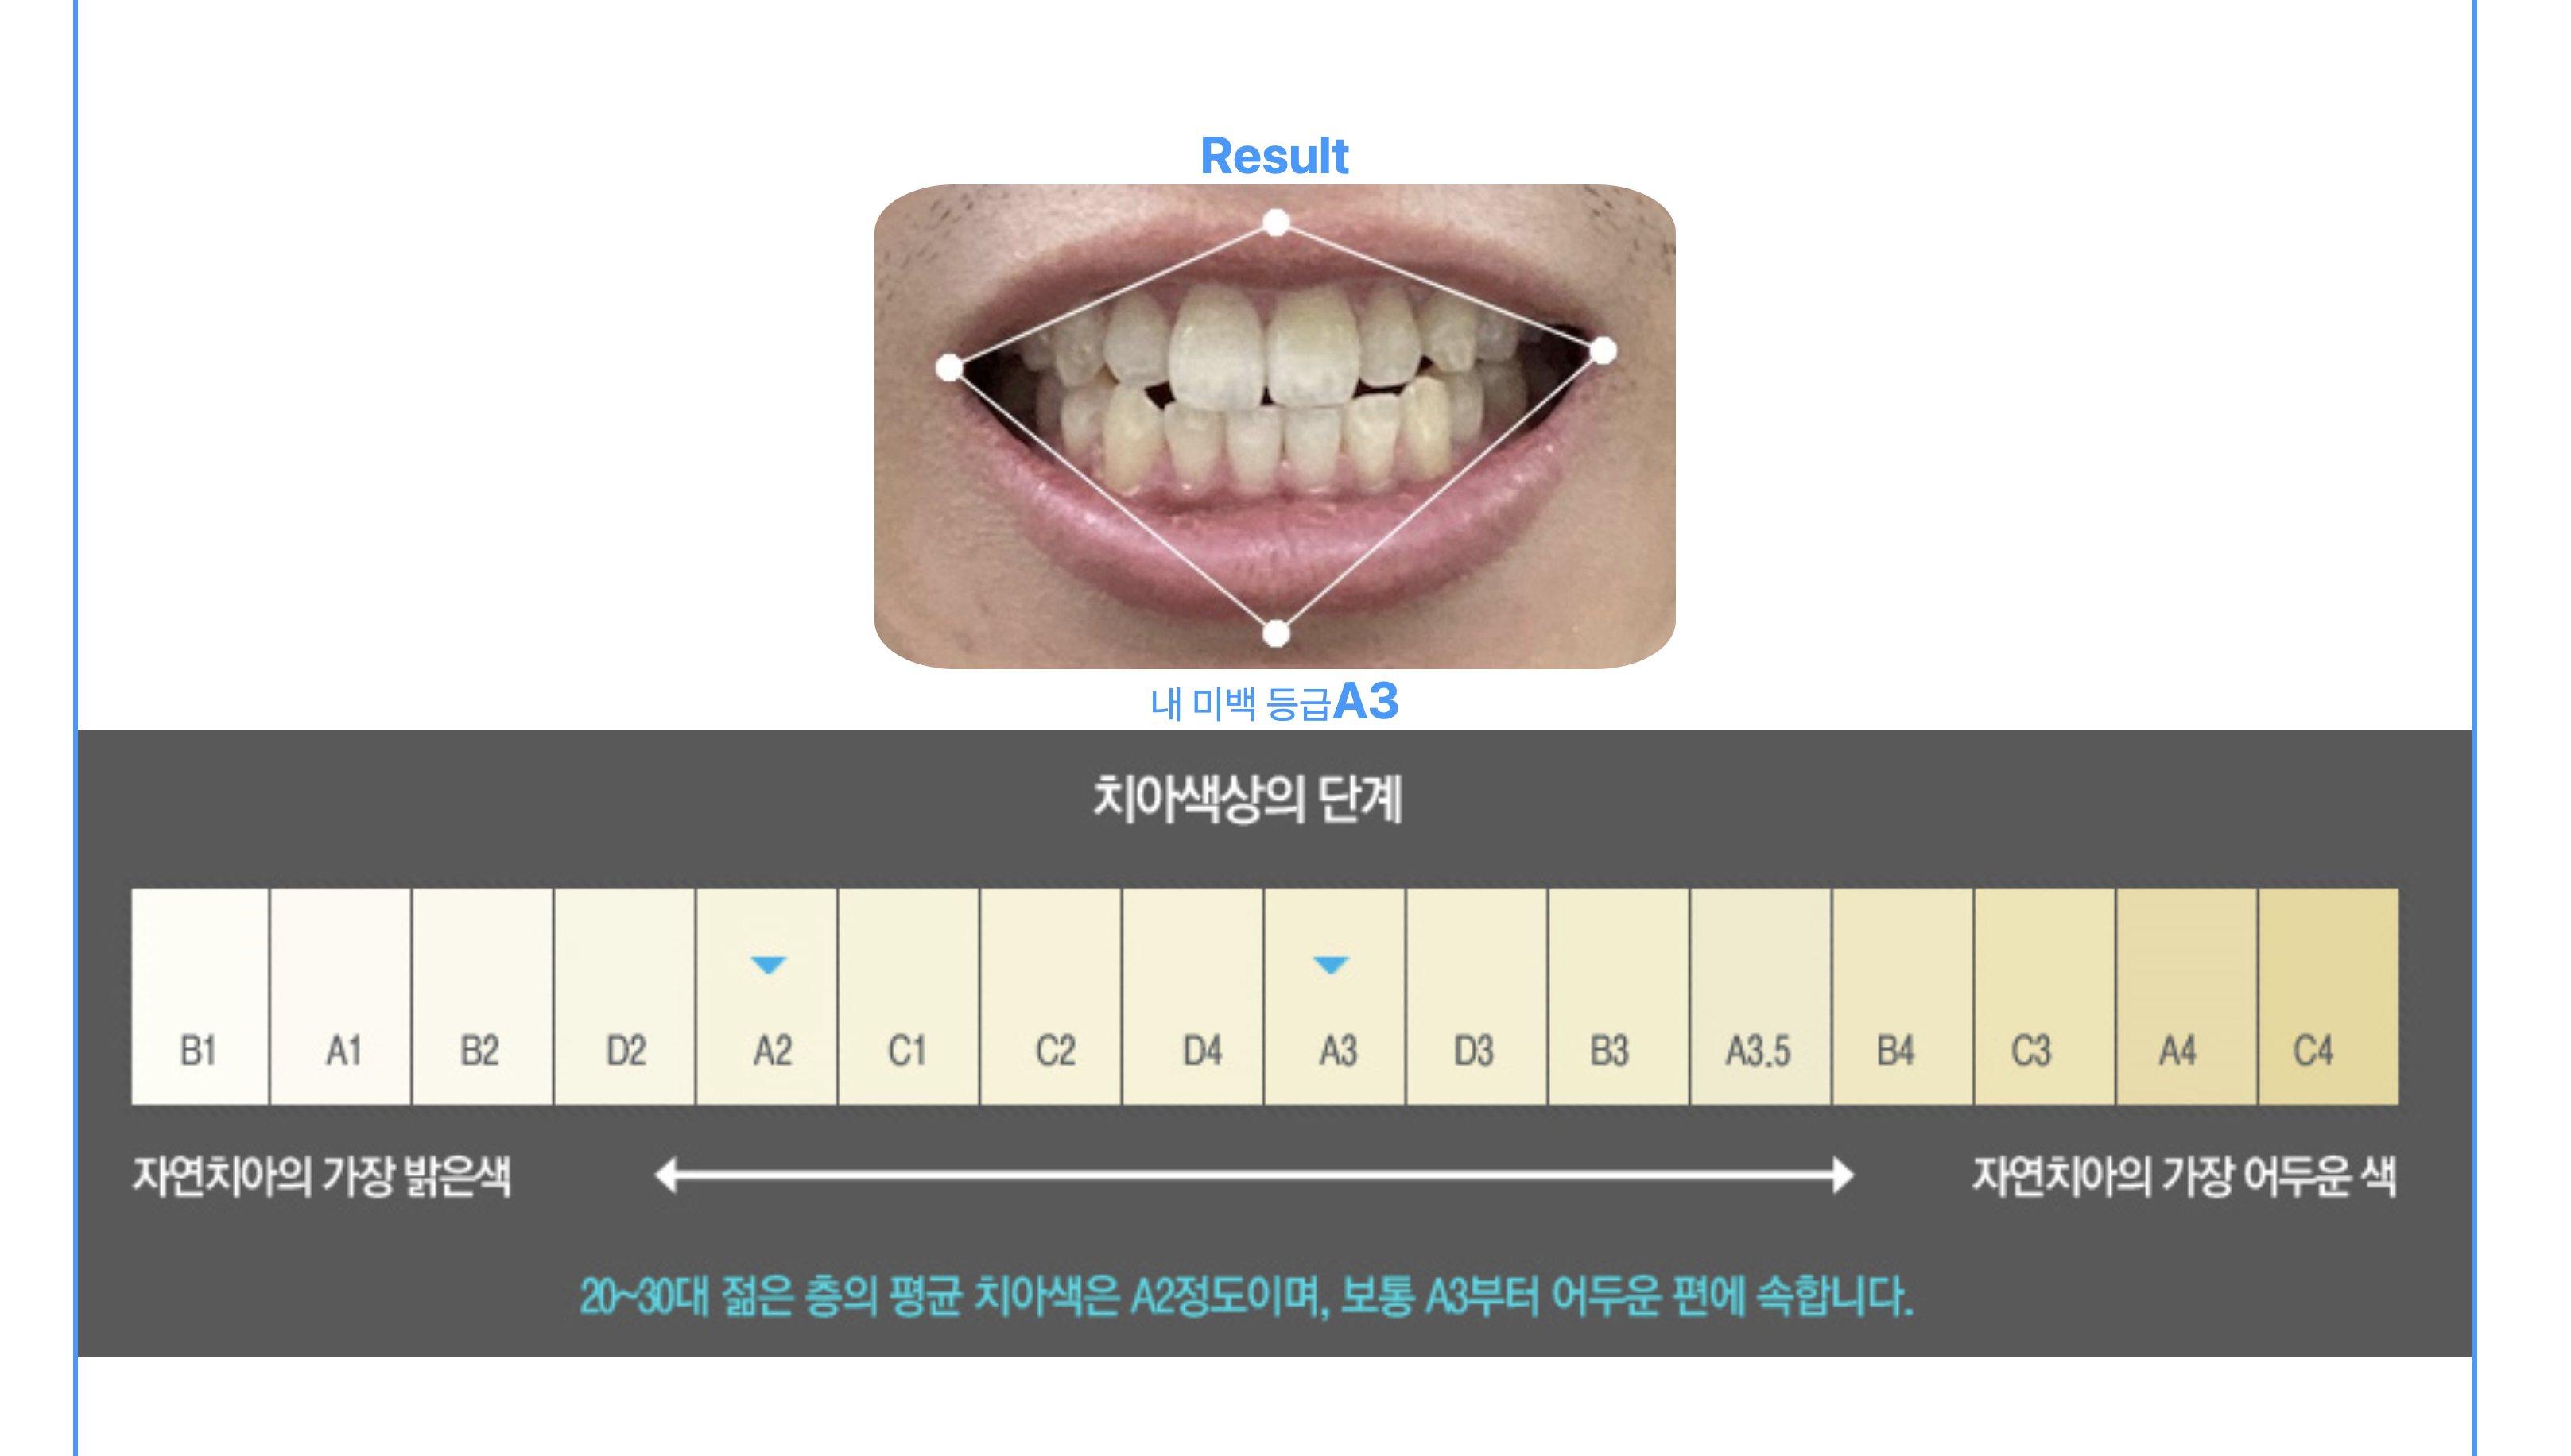 Result
내 미백 등급A3
치아색상의 단계
B1 A1 B2 D2 A2 C1 C2 D4 A3 D3 B3 A3.5 B4 C3 A4 C4
자연치아의 가장 밝은색 자연치아의 가장 어두운 색
20~30대 젊은 층의 평균 치아색은 A2정도이며, 보통 A3부터 어두운 편에 속합니다.